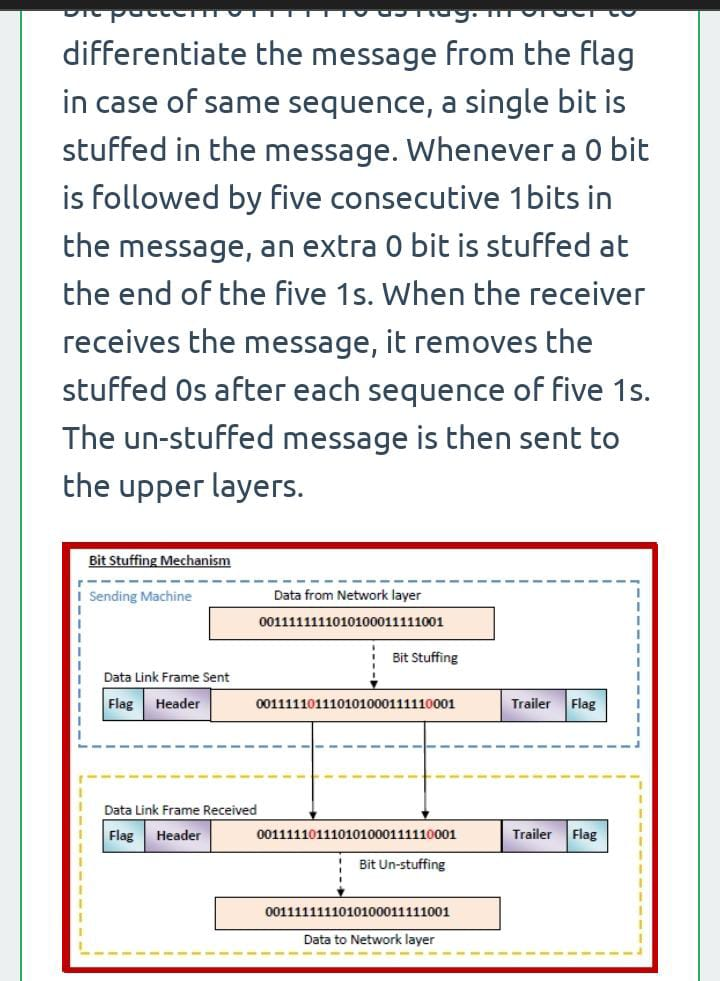 differentiate the message from the flag
in case of same sequence, a single bit is
stuffed in the message. Whenever a 0 bit
is followed by five consecutive 1bits in
the message, an extra 0 bit is stuffed at
the end of the five 1s. When the receiver
receives the message, it removes the
stuffed 0s after each sequence of five 1s.
The un-stuffed message is then sent to
the upper layers.
Bit Stuffing Mechanism
Sending Machine
Data from Network layer
0011111111010100011111001
Bit Stuffing
Data Link Frame Sent
Flag Header 001111101110101000111110001 Trailer Flag
Data Link Frame Received
Flag Header 001111101110101000111110001 Trailer Flag
Bit Un-stuffing
0011111111010100011111001
Data to Network layer